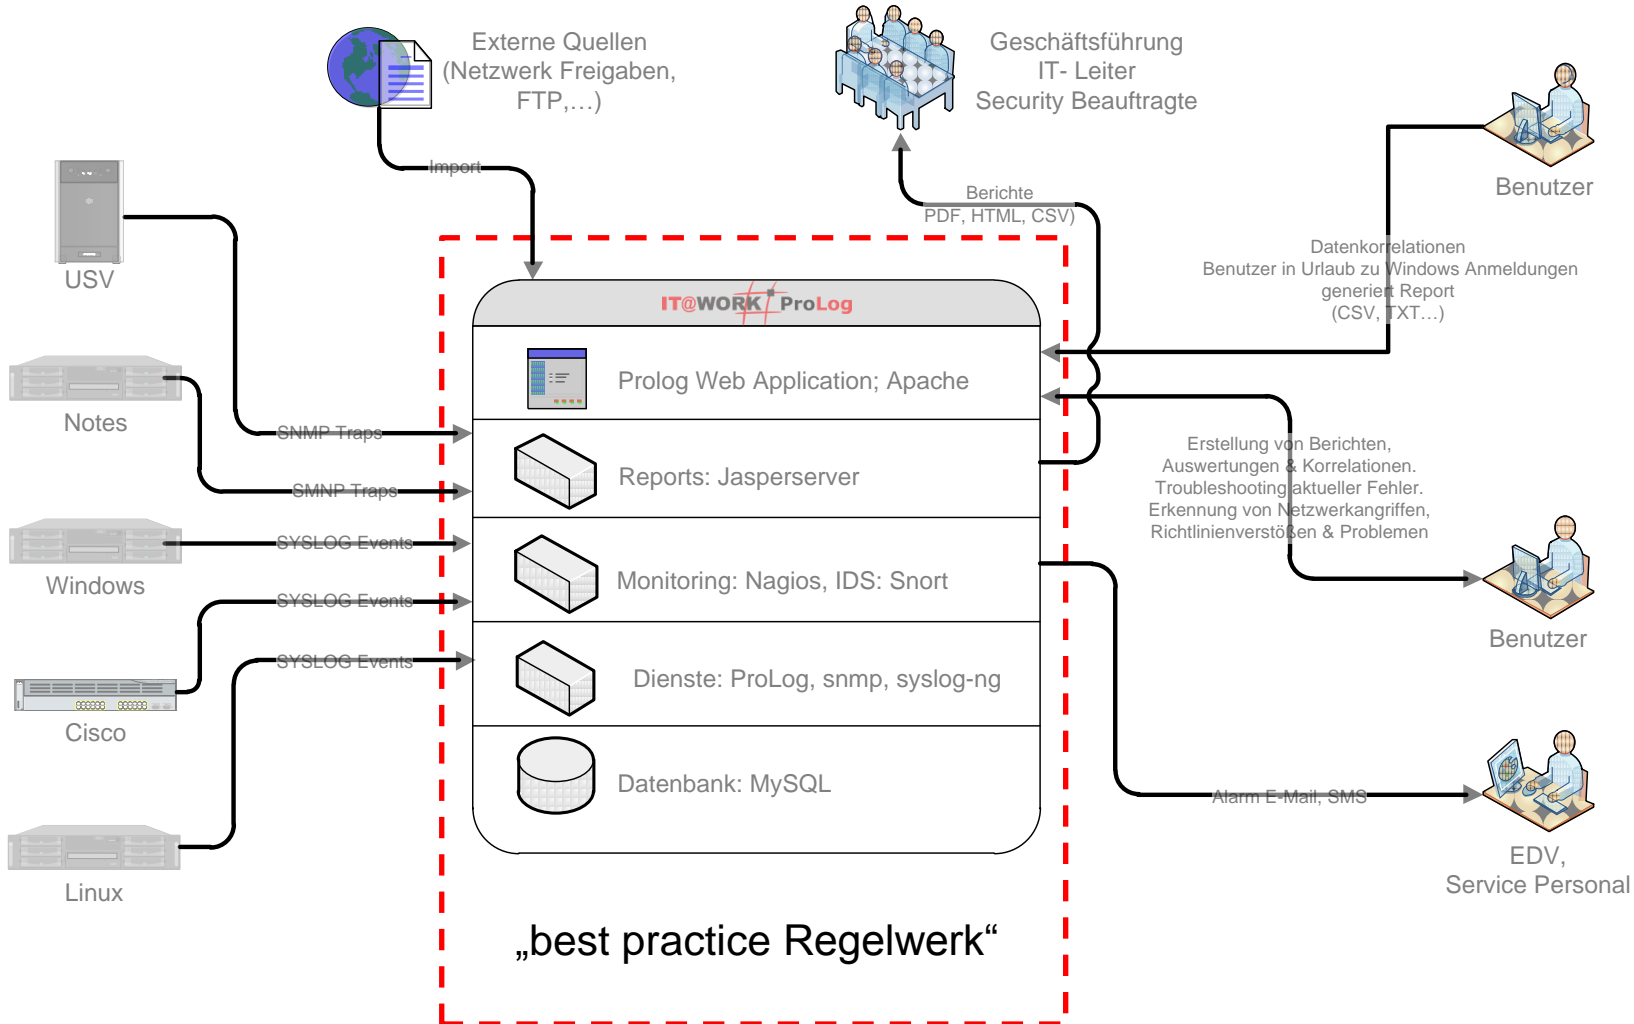 Externe Quellen
(Netzwerk Freigaben,
FTP,…)
Geschäftsführung
IT- Leiter
Security Beauftragte
Benutzer
Import
Berichte
PDF, HTML, CSV)
USV
Datenkorrelationen
Benutzer in Urlaub zu Windows Anmeldungen
generiert Report
(CSV, TXT…)
IT@WORK ProLog
Prolog Web Application; Apache
Notes
SNMP Traps
Reports: Jasperserver
SMNP Traps
Erstellung von Berichten,
Auswertungen & Korrelationen.
Troubleshooting aktueller Fehler.
Erkennung von Netzwerkangriffen,
Richtlinienverstößen & Problemen
Windows
SYSLOG Events
Monitoring: Nagios, IDS: Snort
SYSLOG Events
Benutzer
SYSLOG Events
Dienste: ProLog, snmp, syslog-ng
Cisco
Datenbank: MySQL
Alarm E-Mail, SMS
Linux
EDV,
Service Personal
„best practice Regelwerk“